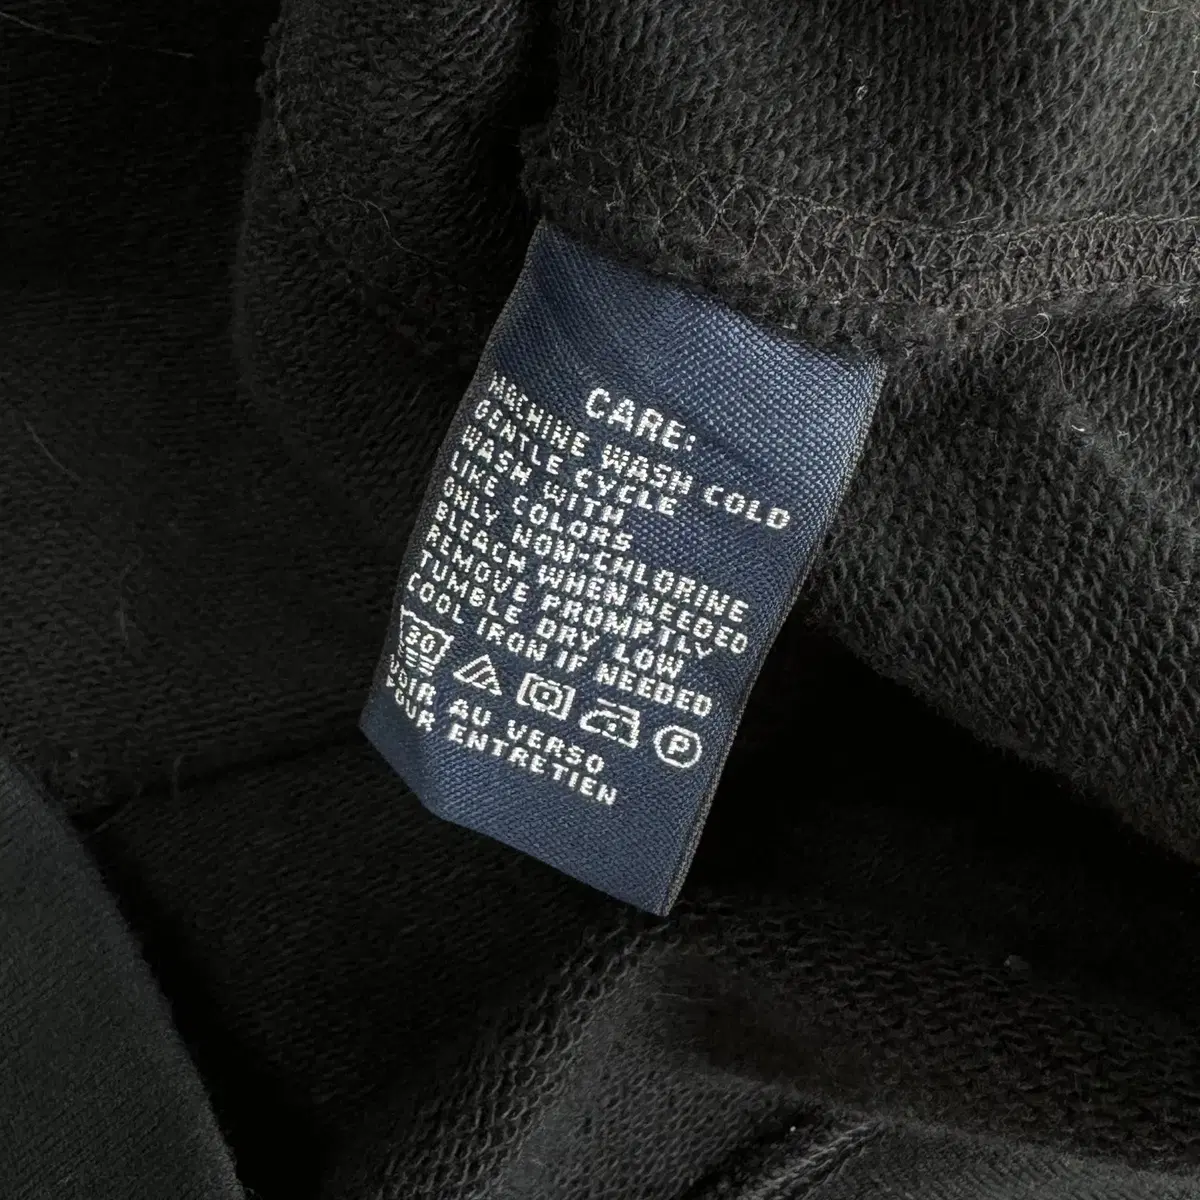 CARE:
MACHINE WASH COLD
GENTLE CYCLE
WASH WITH
LIKE COLORS
ONLY NON-CHLORINE
BLEACH WHEN NEEDED
REMOVE PROMPTLY
TUMBLE DRY LOW
COOL IRON IF NEEDED
30
P
VOIR AU VERSO
POUR ENTRETIEN